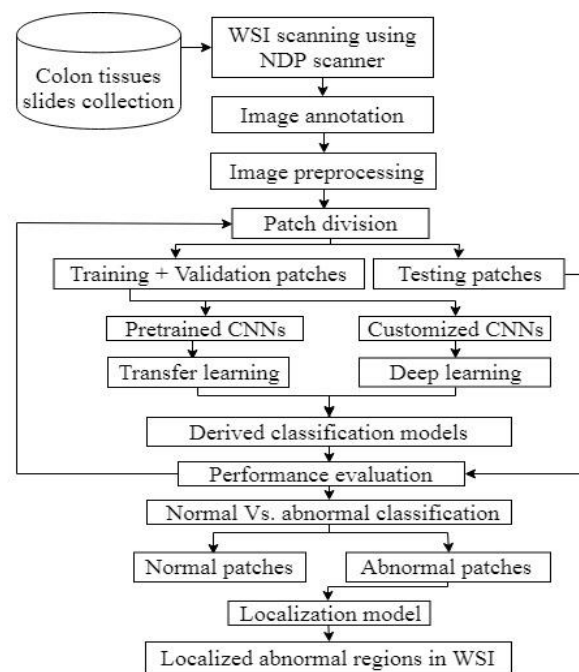 Colon tissues
slides collection
WSI scanning using
NDP scanner
Image annotation
Image preprocessing
Patch division
Training + Validation patches
Testing patches
Pretrained CNNs
Customized CNNs
Transfer learning
Deep learning
Derived classification models
Performance evaluation
Normal Vs. abnormal classification
Normal patches
Abnormal patches
Localization model
Localized abnormal regions in WSI